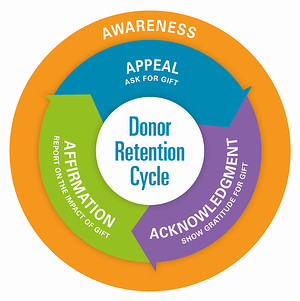 AWARENESS
APPEAL
ASK FOR GIFT
Donor
Retention
Cycle
ACKNOWLEDGMENT
SHOW GRATITUDE FOR GIFT
AFFIRMATION
REPORT ON THE IMPACT OF GIFT